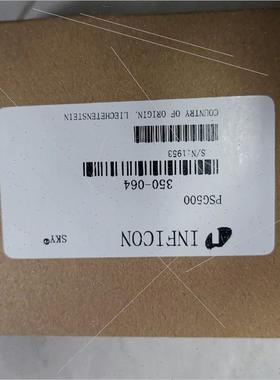 INFICON
SKY®
PSG500
350-064
S/N:1953
COUNTRY OF ORIGIN, LIECHETENSTEIN